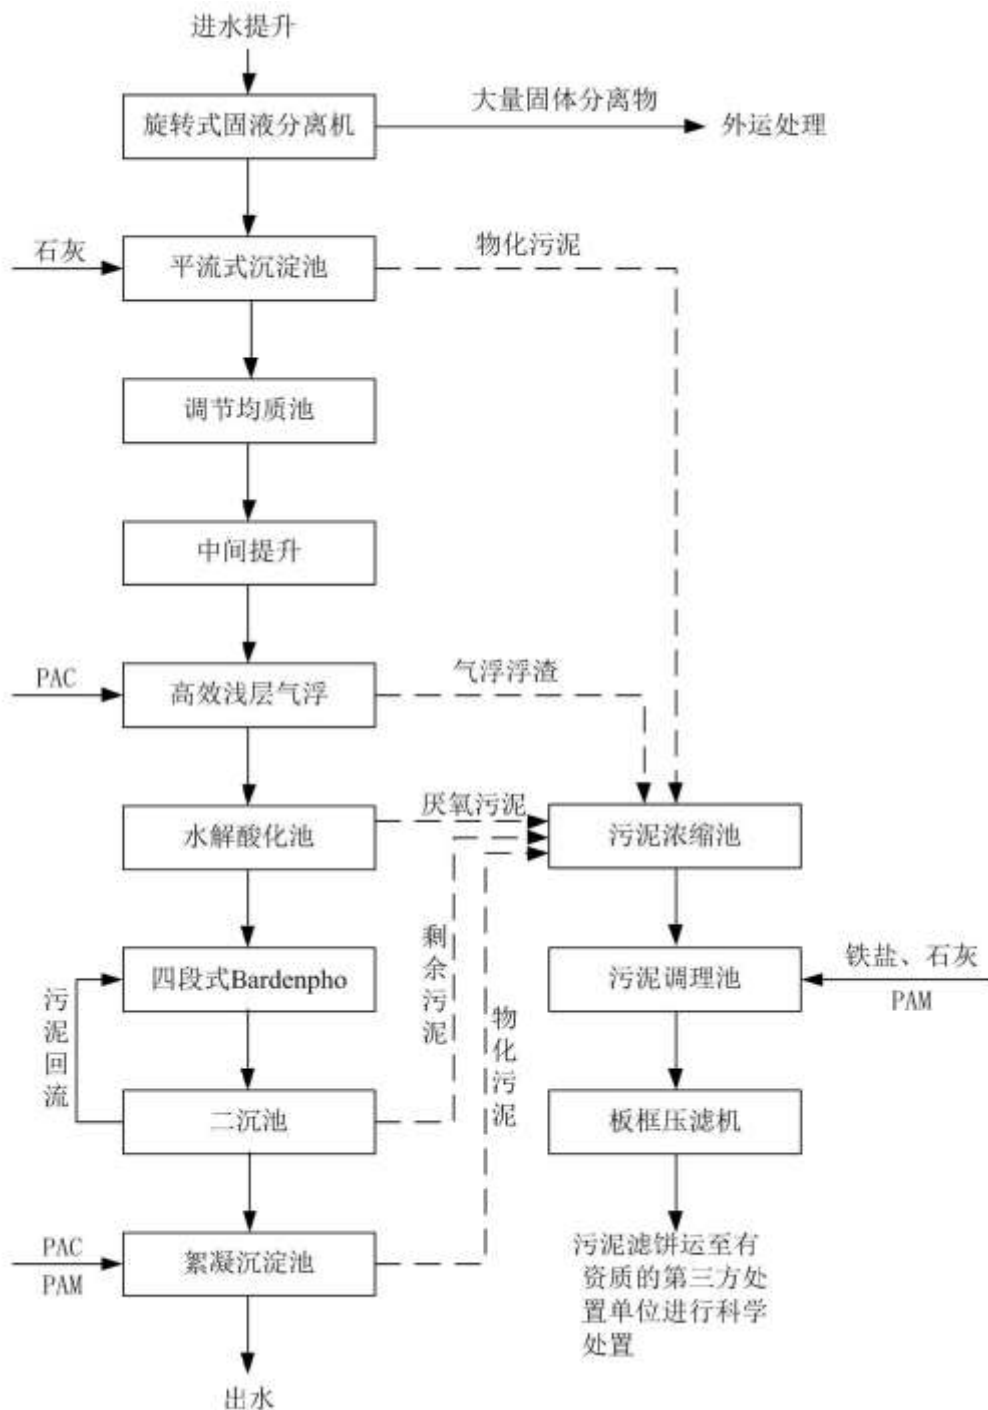 进水提升
旋转式固液分离机
大量固体分离物
外运处理
石灰
平流式沉淀池
物化污泥
调节均质池
中间提升
PAC
高效浅层气浮
气浮浮渣
水解酸化池
厌氧污泥
污泥浓缩池
四段式Bardenpho
污泥回流
剩余污泥
物化污泥
污泥调理池
铁盐、石灰
PAM
二沉池
板框压滤机
PAC
PAM
絮凝沉淀池
污泥滤饼运至有
资质的第三方处
置单位进行科学
处置
出水